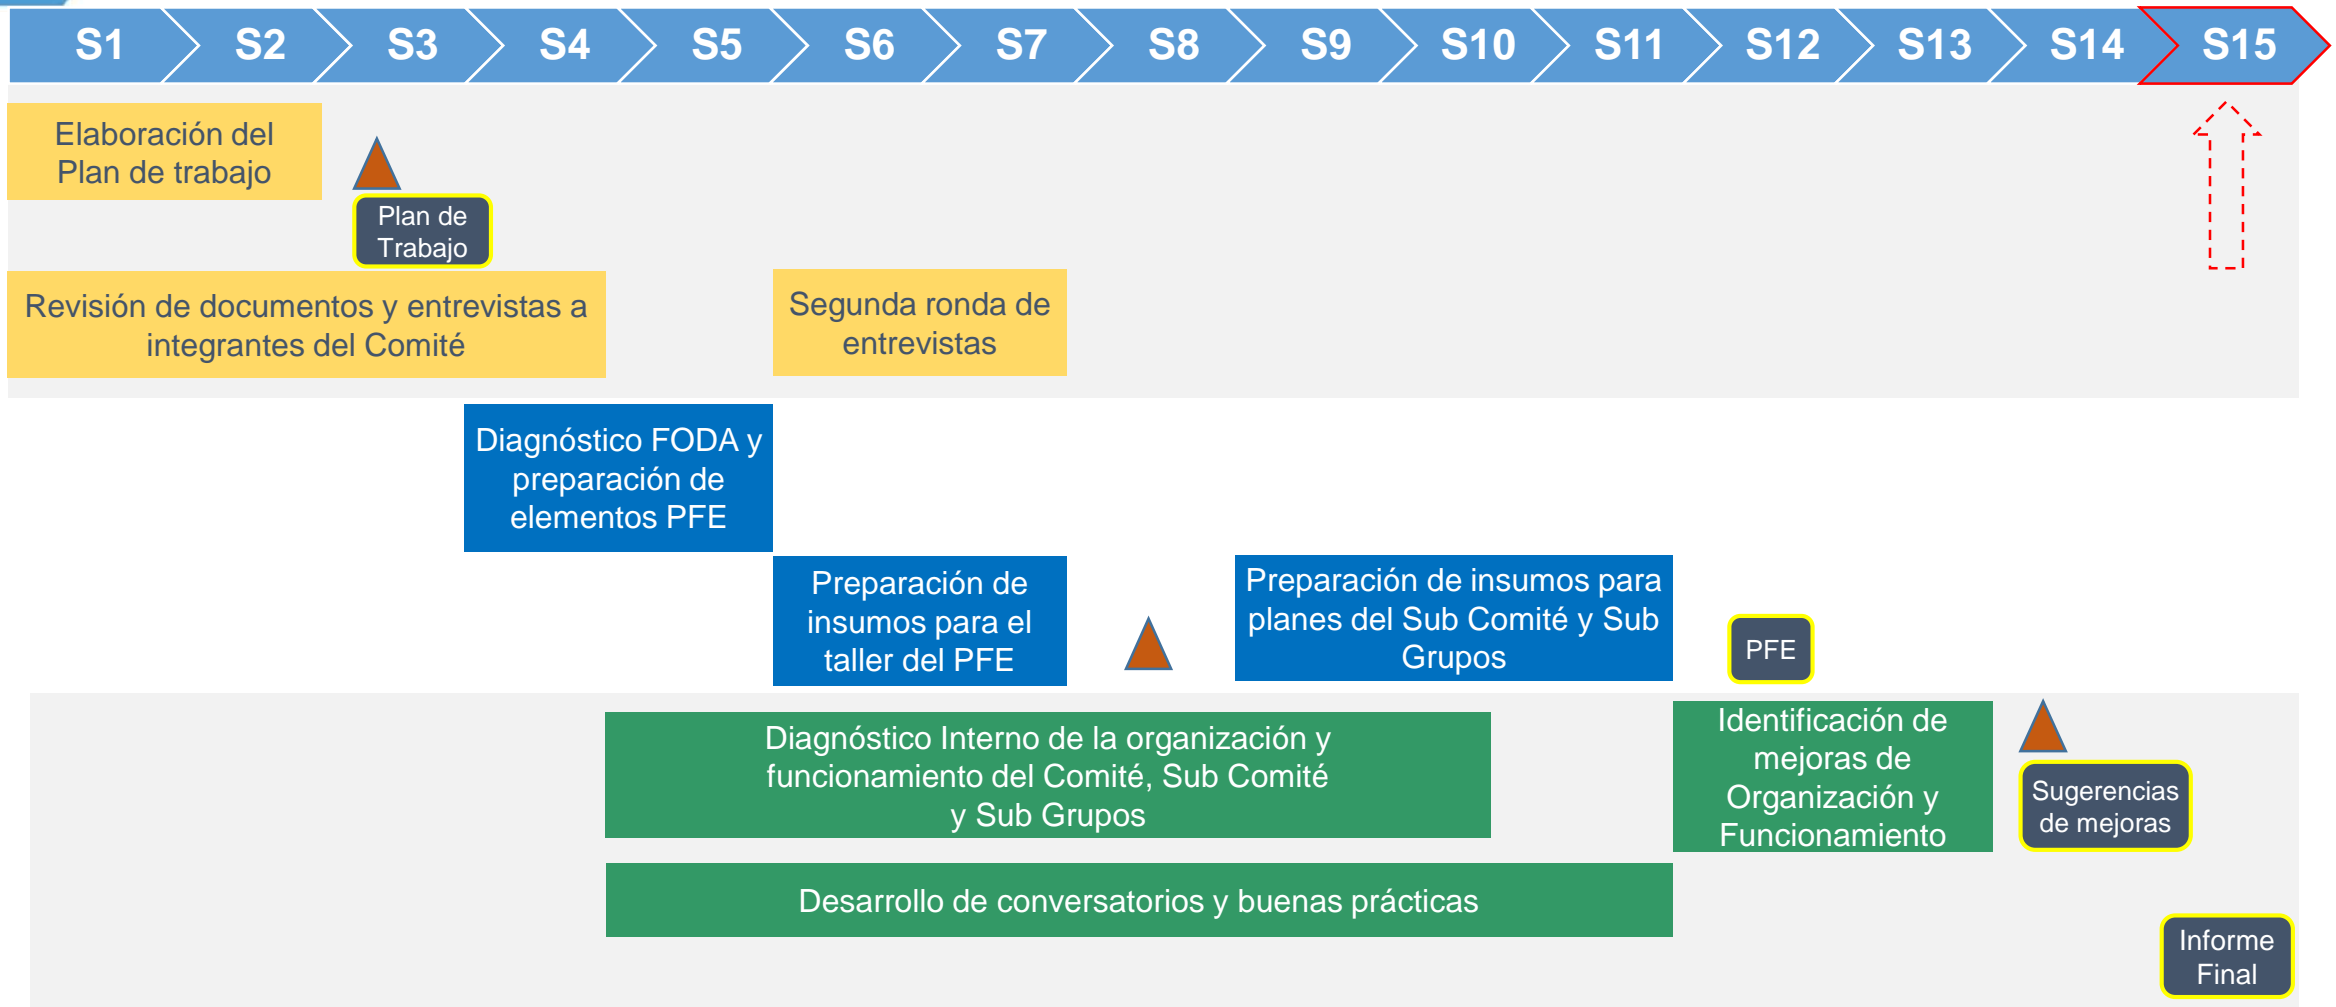 S1
S2
S3
S4
S5
S6
S7
S8
S9
S10
S11
S12
S13
S14
S15
Elaboración del
Plan de trabajo
Plan de
Trabajo
Revisión de documentos y entrevistas a
integrantes del Comité
Segunda ronda de
entrevistas
Diagnóstico FODA y
preparación de
elementos PFE
Preparación de
insumos para el
taller del PFE
Preparación de insumos para
planes del Sub Comité y Sub
Grupos
PFE
Diagnóstico Interno de la organización y
funcionamiento del Comité, Sub Comité
y Sub Grupos
Identificación de
mejoras de
Organización y
Funcionamiento
Sugerencias
de mejoras
Desarrollo de conversatorios y buenas prácticas
Informe
Final